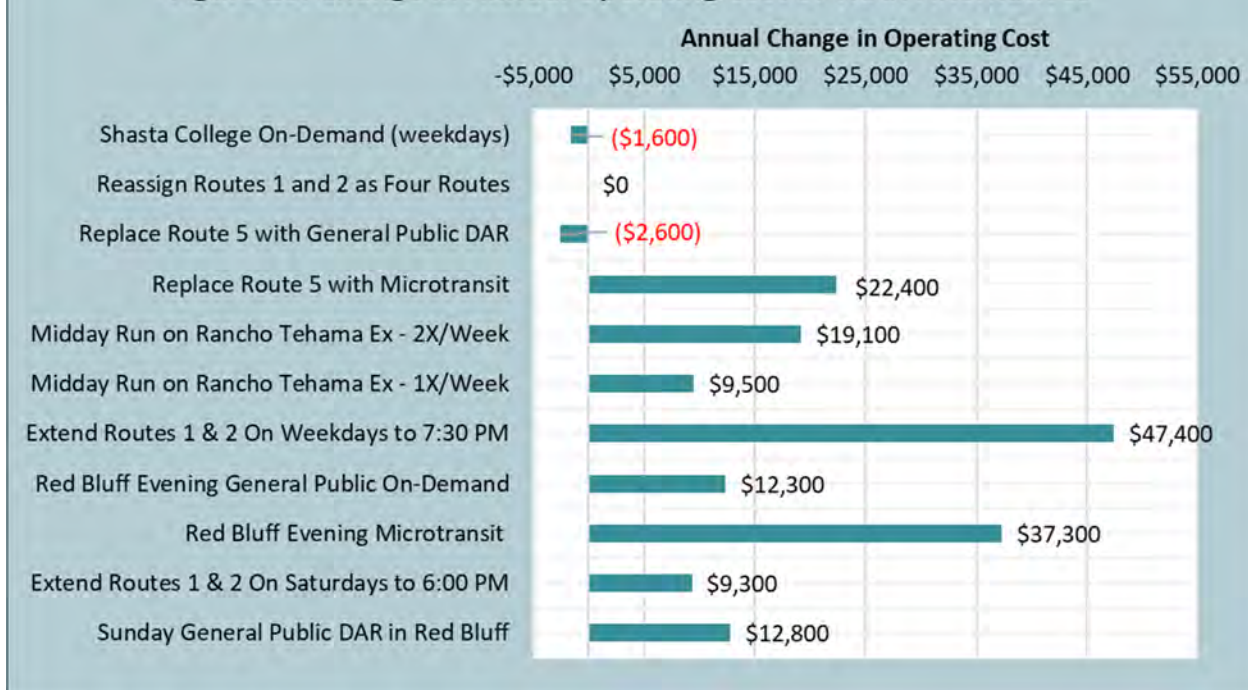 Annual Change in Operating Cost
-$5,000 $5,000 $15,000 $25,000 $35,000 $45,000 $55,000
Shasta College On-Demand (weekdays) ($1,600)
Reassign Routes 1 and 2 as Four Routes $0
Replace Route 5 with General Public DAR ($2,600)
Replace Route 5 with Microtransit $22,400
Midday Run on Rancho Tehama Ex - 2X/Week $19,100
Midday Run on Rancho Tehama Ex - 1X/Week $9,500
Extend Routes 1 & 2 On Weekdays to 7:30 PM $47,400
Red Bluff Evening General Public On-Demand $12,300
Red Bluff Evening Microtransit $37,300
Extend Routes 1 & 2 On Saturdays to 6:00 PM $9,300
Sunday General Public DAR in Red Bluff $12,800